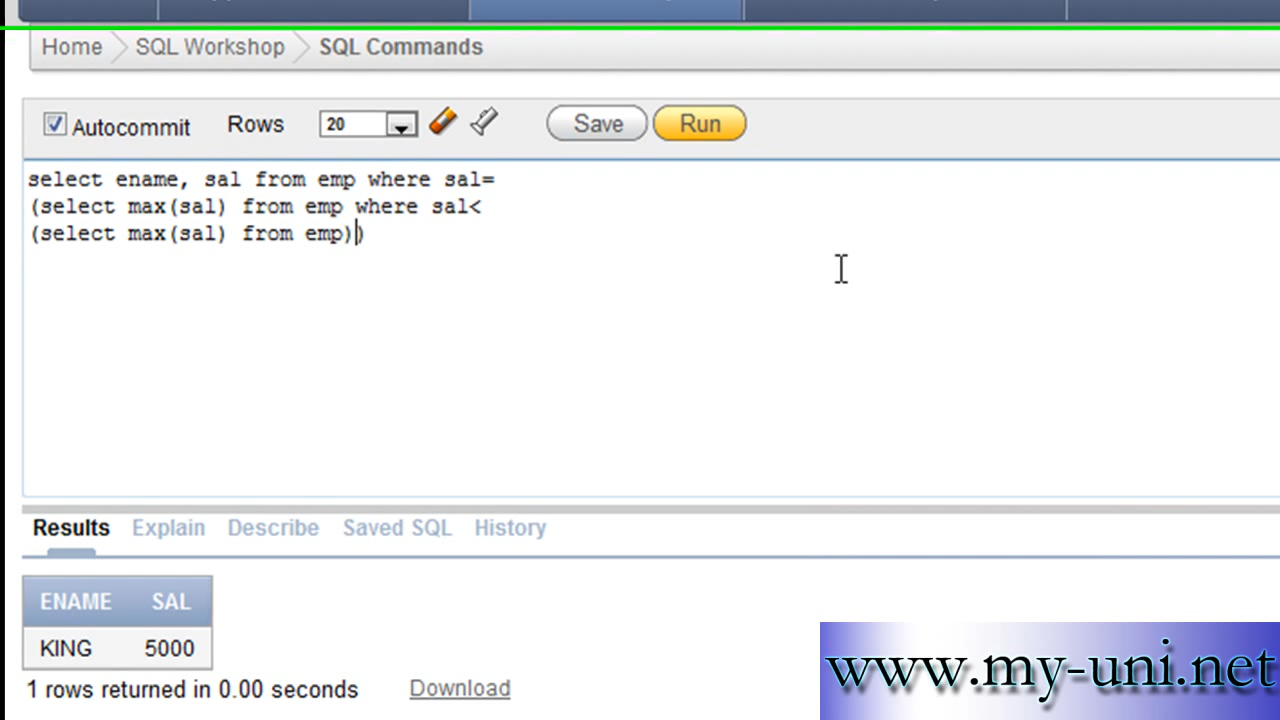 Home SQL Workshop SQL Commands
Autocommit Rows 20 Save Run
select ename, sal from emp where sal=
(select max(sal) from emp where sal<
(select max(sal) from emp))
Results Explain Describe Saved SQL History
ENAME SAL
KING 5000
1 rows returned in 0.00 seconds Download
www.my-uni.net